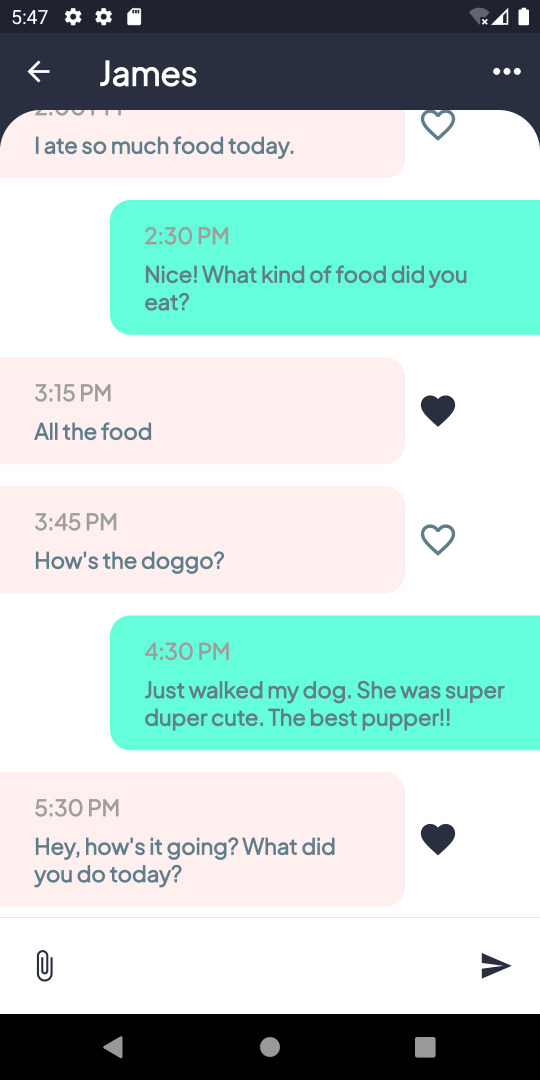 5:47
James
I ate so much food today.
2:30 PM
Nice! What kind of food did you
eat?
3:15 PM
All the food
3:45 PM
How's the doggo?
4:30 PM
Just walked my dog. She was super
duper cute. The best pupper!!
5:30 PM
Hey, how's it going? What did
you do today?